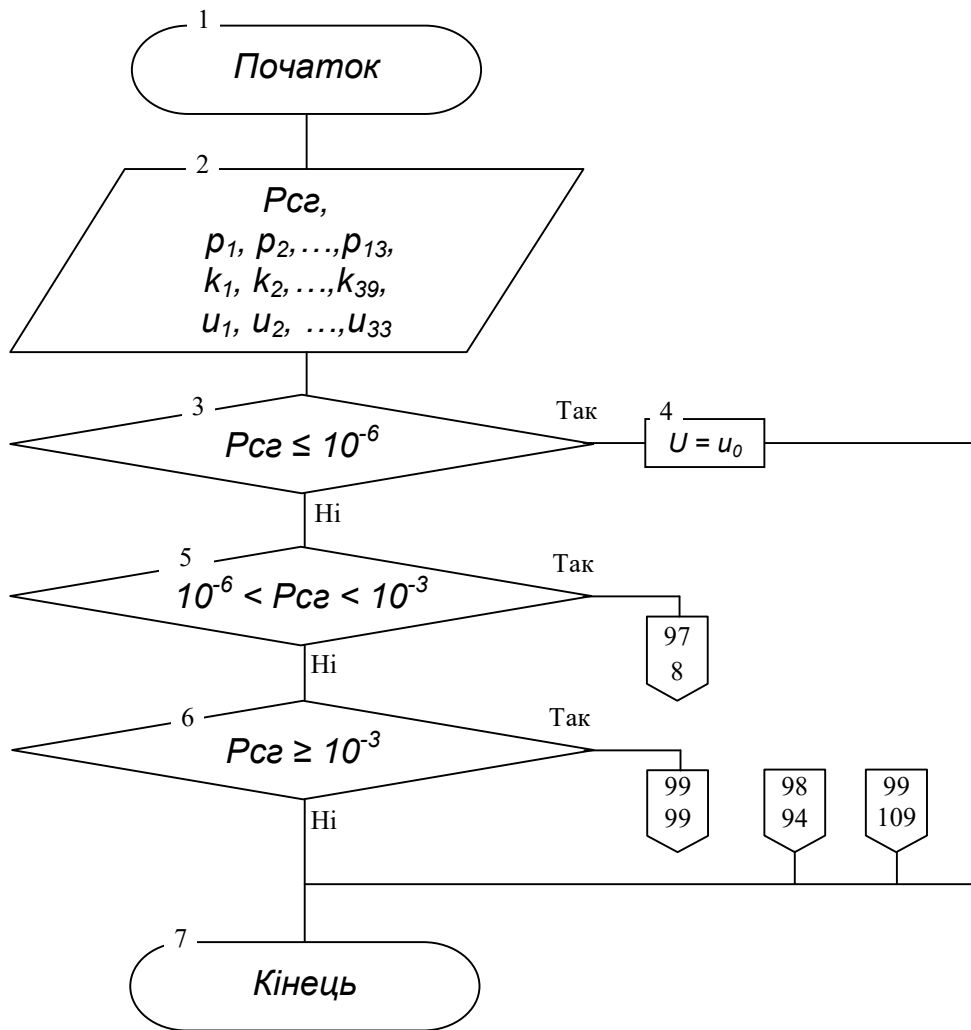 1
Початок
2
Рсг,
p₁, p₂,…,p₁₃,
k₁, k₂,…,k₃₉,
u₁, u₂, …,u₃₃
3
Рсг ≤ 10⁻⁶
Так
4
U = u₀
Ні
5
10⁻⁶ < Рсг < 10⁻³
Так
97
8
Ні
6
Рсг ≥ 10⁻³
Так
99
99
98
94
99
109
Ні
7
Кінець